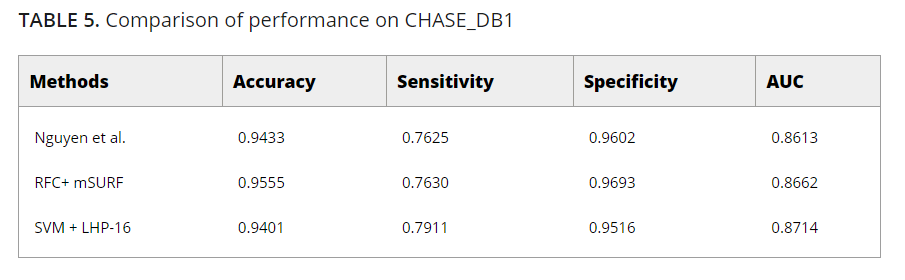 TABLE 5. Comparison of performance on CHASE_DB1
Methods Accuracy Sensitivity Specificity AUC
Nguyen et al. 0.9433 0.7625 0.9602 0.8613
RFC+ mSURF 0.9555 0.7630 0.9693 0.8662
SVM + LHP-16 0.9401 0.7911 0.9516 0.8714